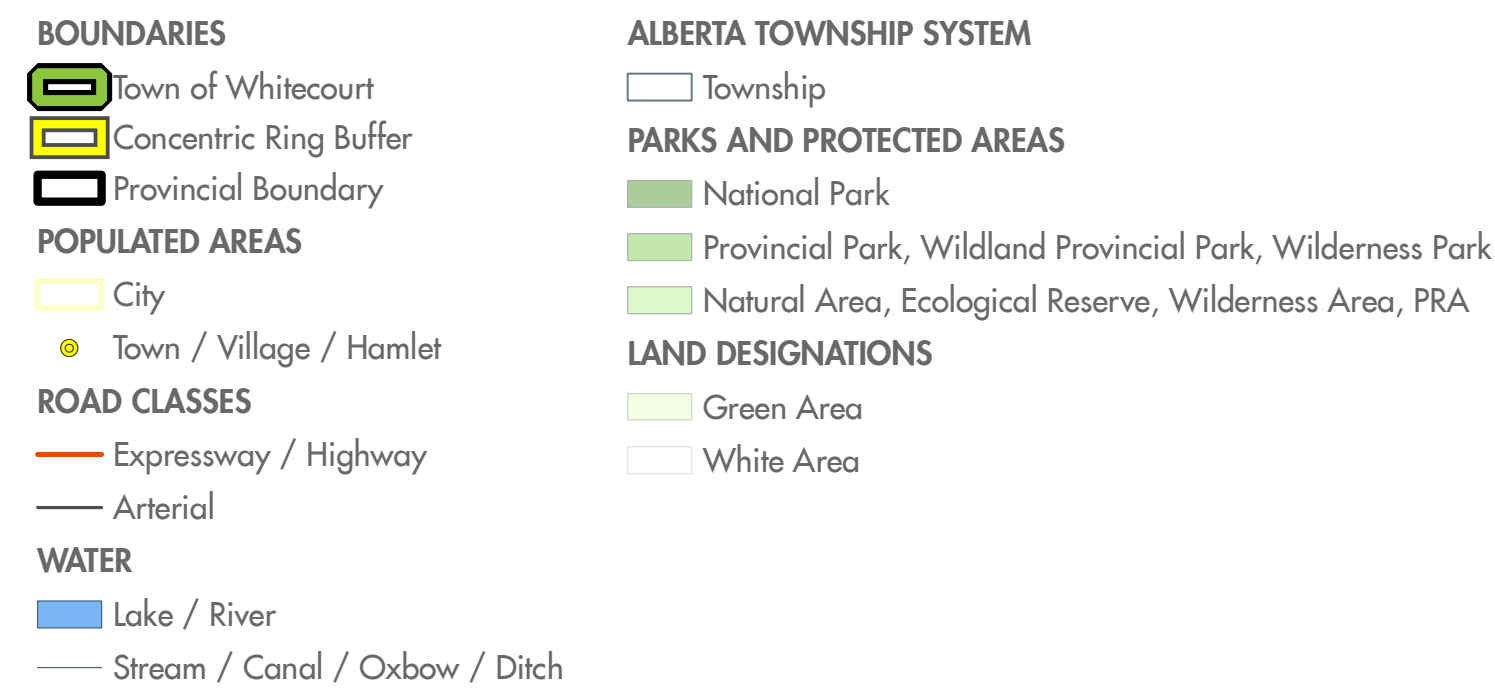 BOUNDARIES
Town of Whitecourt
Concentric Ring Buffer
Provincial Boundary
POPULATED AREAS
City
Town / Village / Hamlet
ROAD CLASSES
Expressway / Highway
Arterial
WATER
Lake / River
Stream / Canal / Oxbow / Ditch
ALBERTA TOWNSHIP SYSTEM
Township
PARKS AND PROTECTED AREAS
National Park
Provincial Park, Wildland Provincial Park, Wilderness Park
Natural Area, Ecological Reserve, Wilderness Area, PRA
LAND DESIGNATIONS
Green Area
White Area